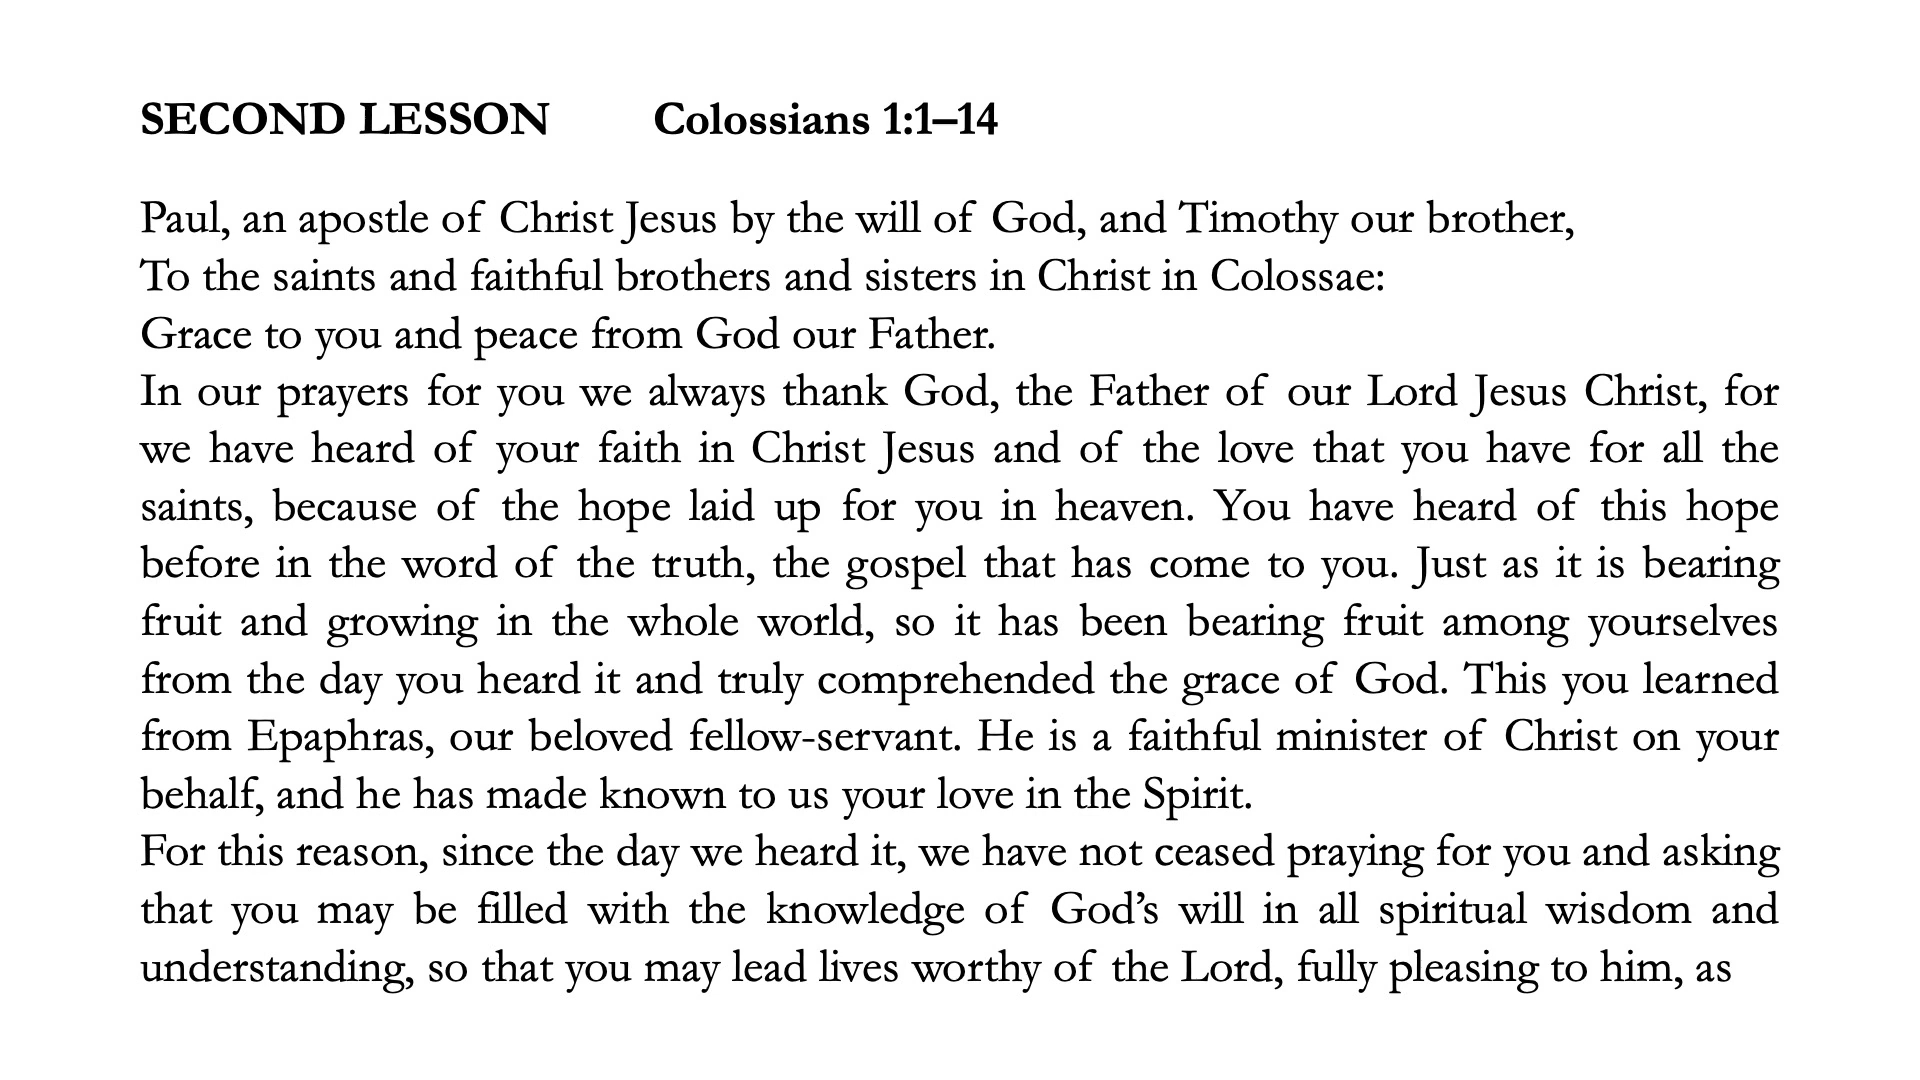 SECOND LESSON Colossians 1:1–14
Paul, an apostle of Christ Jesus by the will of God, and Timothy our brother,
To the saints and faithful brothers and sisters in Christ in Colossae:
Grace to you and peace from God our Father.
In our prayers for you we always thank God, the Father of our Lord Jesus Christ, for
we have heard of your faith in Christ Jesus and of the love that you have for all the
saints, because of the hope laid up for you in heaven. You have heard of this hope
before in the word of the truth, the gospel that has come to you. Just as it is bearing
fruit and growing in the whole world, so it has been bearing fruit among yourselves
from the day you heard it and truly comprehended the grace of God. This you learned
from Epaphras, our beloved fellow-servant. He is a faithful minister of Christ on your
behalf, and he has made known to us your love in the Spirit.
For this reason, since the day we heard it, we have not ceased praying for you and asking
that you may be filled with the knowledge of God’s will in all spiritual wisdom and
understanding, so that you may lead lives worthy of the Lord, fully pleasing to him, as